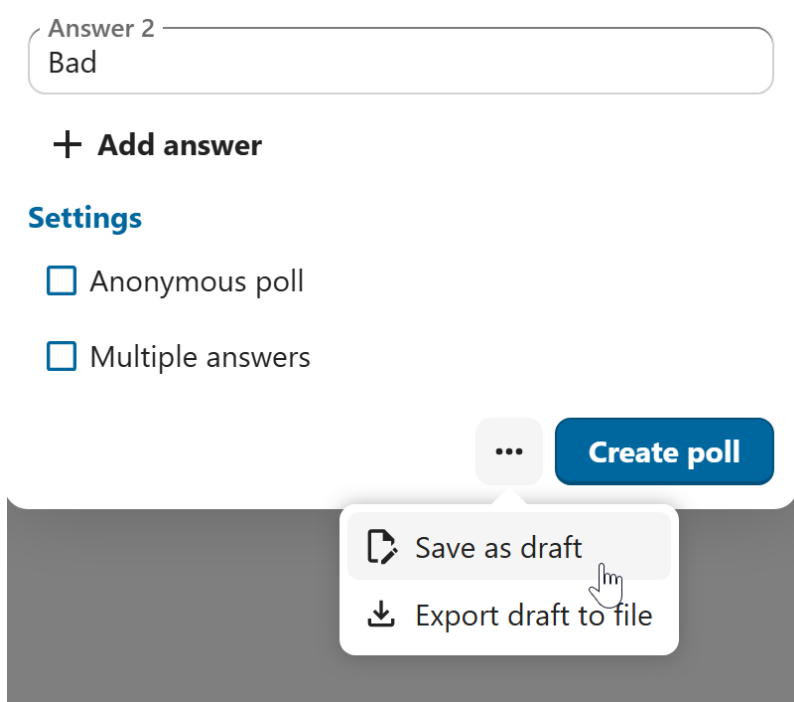 Answer 2
Bad
Add answer
Settings
Anonymous poll
Multiple answers
Create poll
Save as draft
Export draft to file